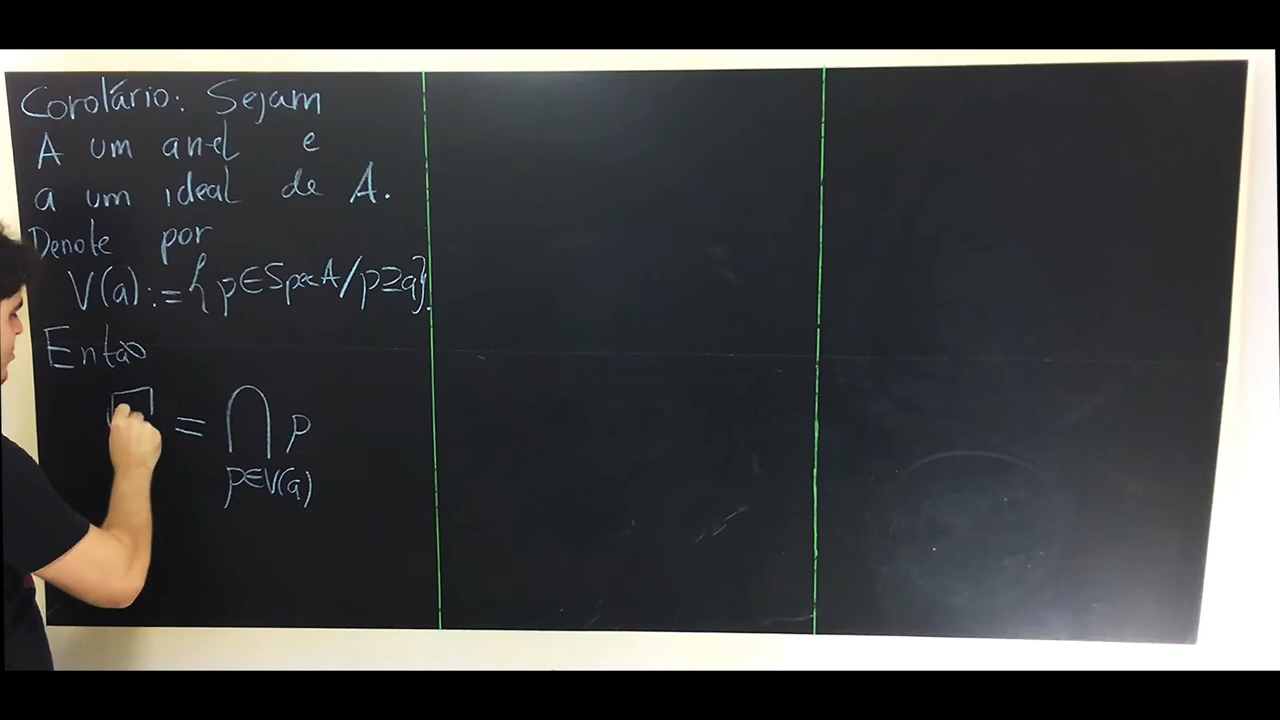 Corolário: Sejam
A um anel e
a um ideal de A.
Denote por
V(a) := { p ∈ Spec A / p ⊇ a }.
Então
√ = ⋂ p
p ∈ V(a)